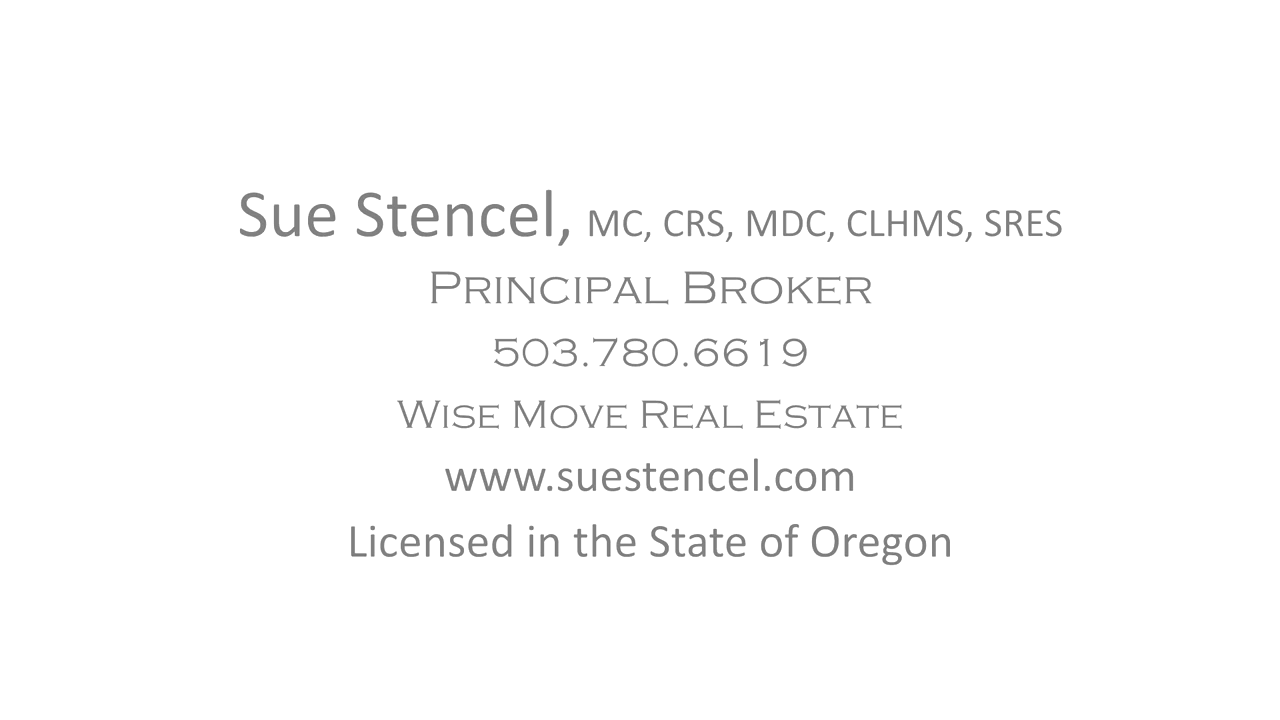 Sue Stencel, MC, CRS, MDC, CLHMS, SRES
Principal Broker
503.780.6619
Wise Move Real Estate
www.suestencel.com
Licensed in the State of Oregon